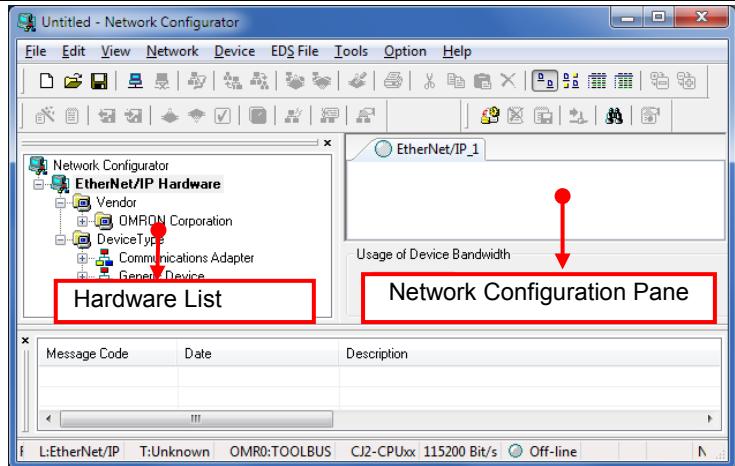 Untitled - Network Configurator
File Edit View Network Device EDS File Tools Option Help
EtherNet/IP_1
Network Configurator
EtherNet/IP Hardware
Vendor
OMRON Corporation
DeviceType
Communications Adapter
Generic Device
Usage of Device Bandwidth
Hardware List
Network Configuration Pane
Message Code Date Description
L:EtherNet/IP T:Unknown OMR0:TOOLBUS CJ2-CPUxx 115200 Bit/s Off-line N